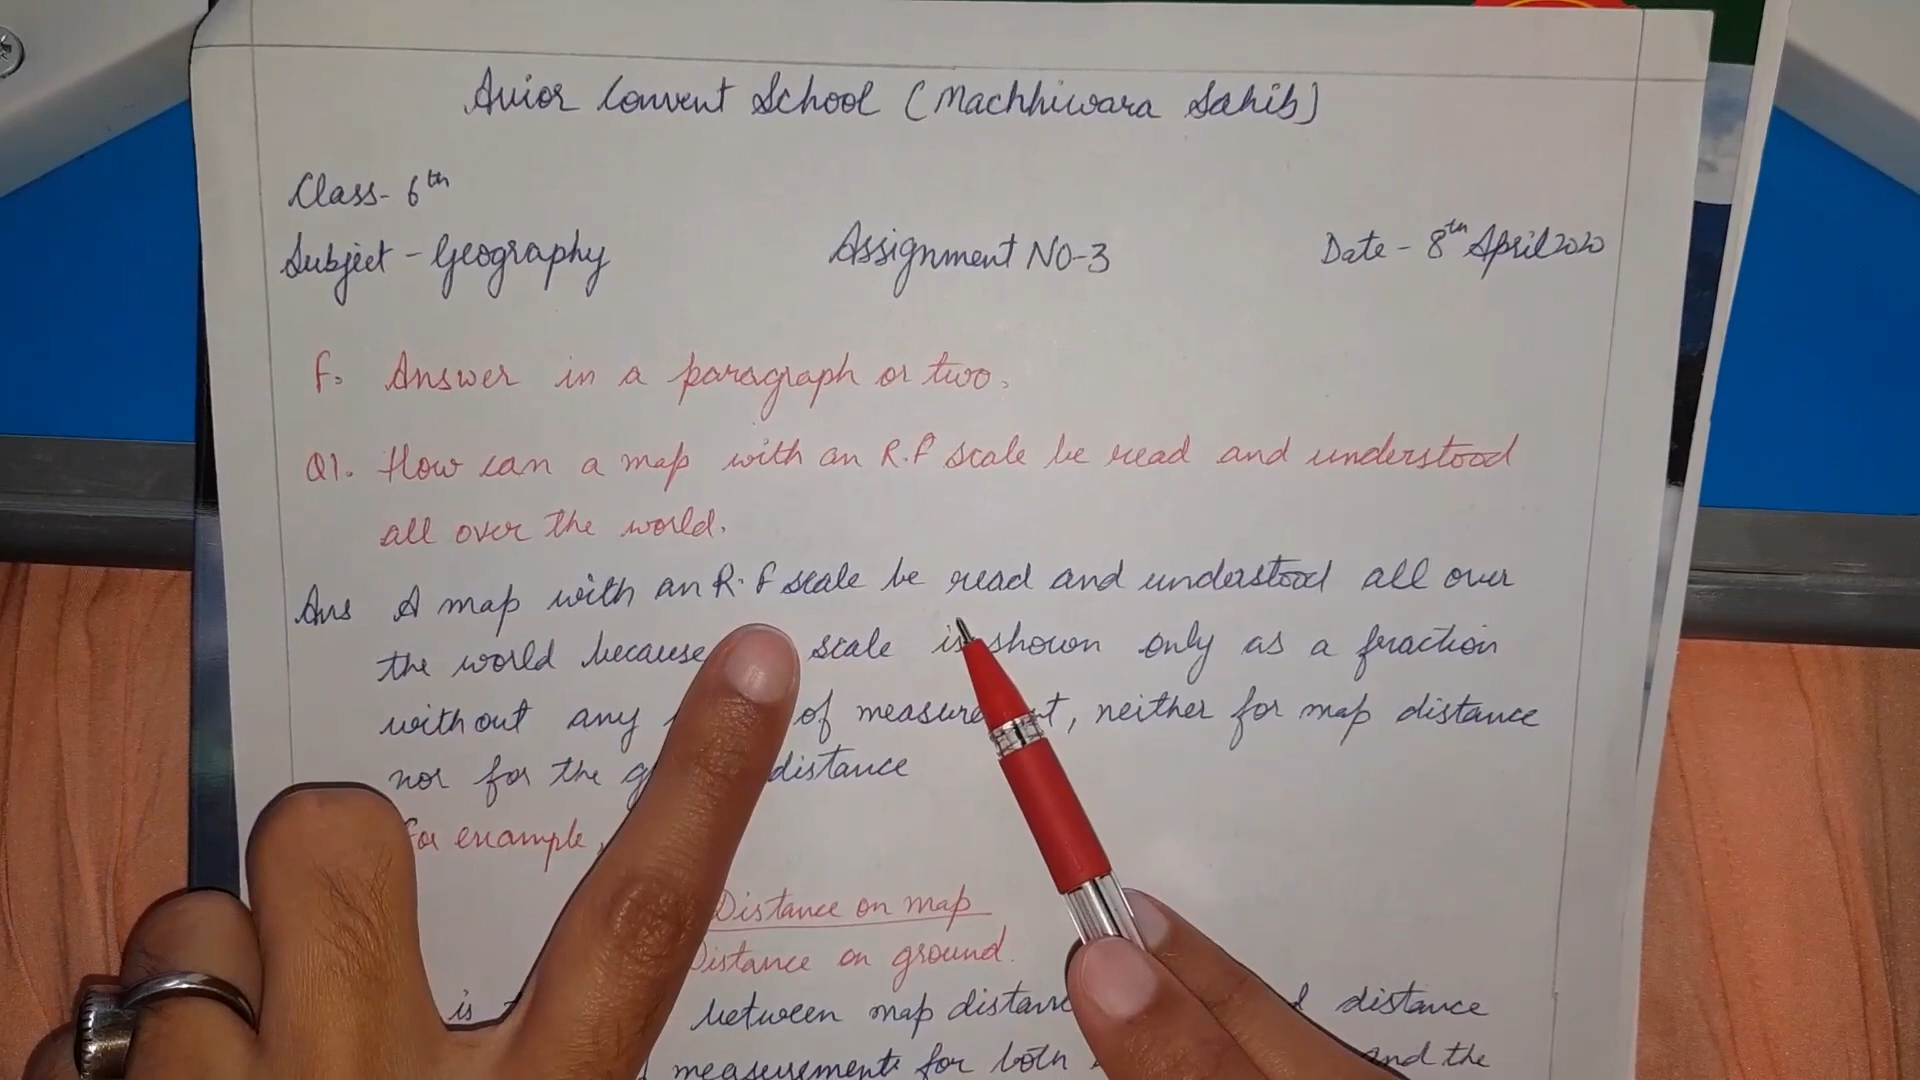 Avior Convent School (Machhiwara Sahib)
Class- 6th
Subject - Geography Assignment NO-3 Date - 8th April 2020
F. Answer in a paragraph or two.
Q1. How can a map with an R.F scale be read and understood
all over the world.
Ans A map with an R.F scale be read and understood all over
the world because scale is shown only as a fraction
without any of measurement, neither for map distance
nor for the distance
For example,
Distance on map
Distance on ground.
is between map distance distance
measurements for both and the